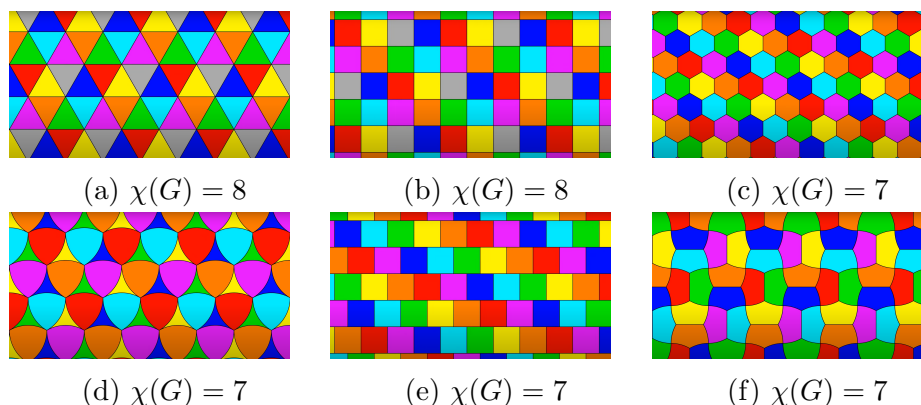 (a) χ(G) = 8
(b) χ(G) = 8
(c) χ(G) = 7
(d) χ(G) = 7
(e) χ(G) = 7
(f) χ(G) = 7